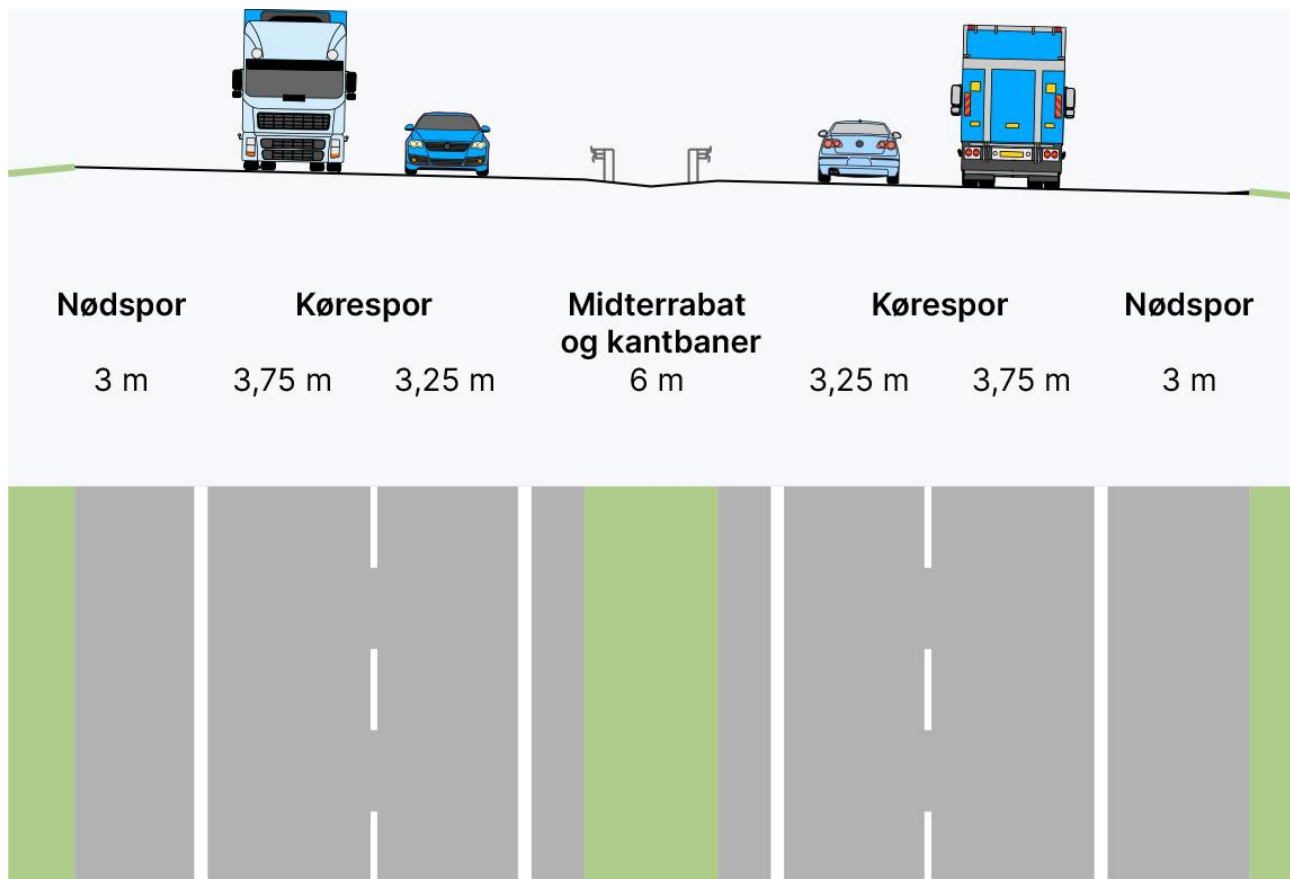 Nødspor
Kørespor
Midterrabat
og kantbaner
Kørespor
Nødspor
3 m
3,75 m
3,25 m
6 m
3,25 m
3,75 m
3 m